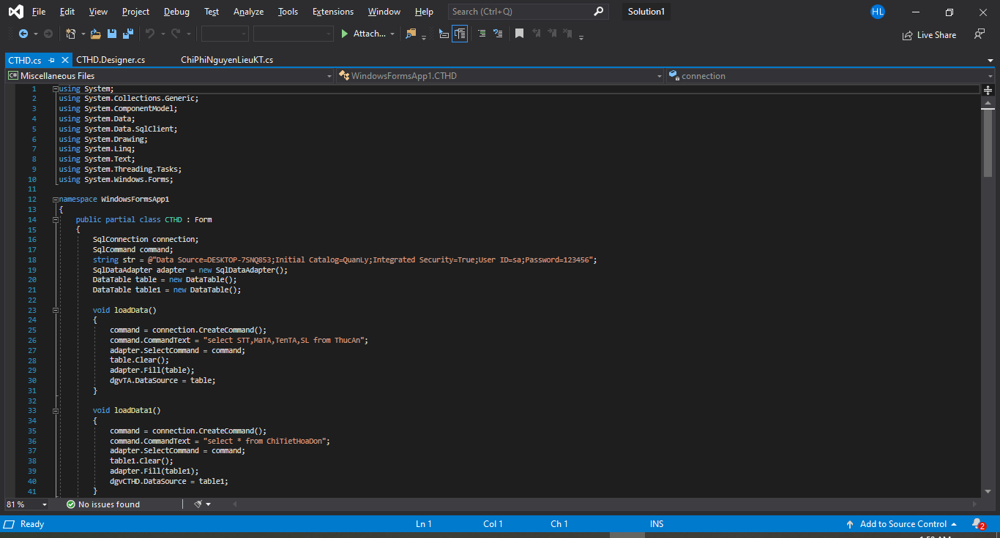 File Edit View Project Debug Test Analyze Tools Extensions Window Help Search (Ctrl+Q) Solution1 HL
Attach... Live Share
CTHD.cs CTHD.Designer.cs ChiPhiNguyenLieuKT.cs
C# Miscellaneous Files WindowsFormsApp1.CTHD connection
1 using System;
2 using System.Collections.Generic;
3 using System.ComponentModel;
4 using System.Data;
5 using System.Data.SqlClient;
6 using System.Drawing;
7 using System.Linq;
8 using System.Text;
9 using System.Threading.Tasks;
10 using System.Windows.Forms;
11
12 namespace WindowsFormsApp1
13 {
14 public partial class CTHD : Form
15 {
16 SqlConnection connection;
17 SqlCommand command;
18 string str = @"Data Source=DESKTOP-7SNQ853;Initial Catalog=QuanLy;Integrated Security=True;User ID=sa;Password=123456";
19 SqlDataAdapter adapter = new SqlDataAdapter();
20 DataTable table = new DataTable();
21 DataTable table1 = new DataTable();
22
23 void loadData()
24 {
25 command = connection.CreateCommand();
26 command.CommandText = "select STT,MaTA,TenTA,SL from ThucAn";
27 adapter.SelectCommand = command;
28 table.Clear();
29 adapter.Fill(table);
30 dgvTA.DataSource = table;
31 }
32
33 void loadData1()
34 {
35 command = connection.CreateCommand();
36 command.CommandText = "select * from ChiTietHoaDon";
37 adapter.SelectCommand = command;
38 table1.Clear();
39 adapter.Fill(table1);
40 dgvCTHD.DataSource = table1;
41 }
81 % No issues found
Ready Ln 1 Col 1 Ch 1 INS Add to Source Control 2